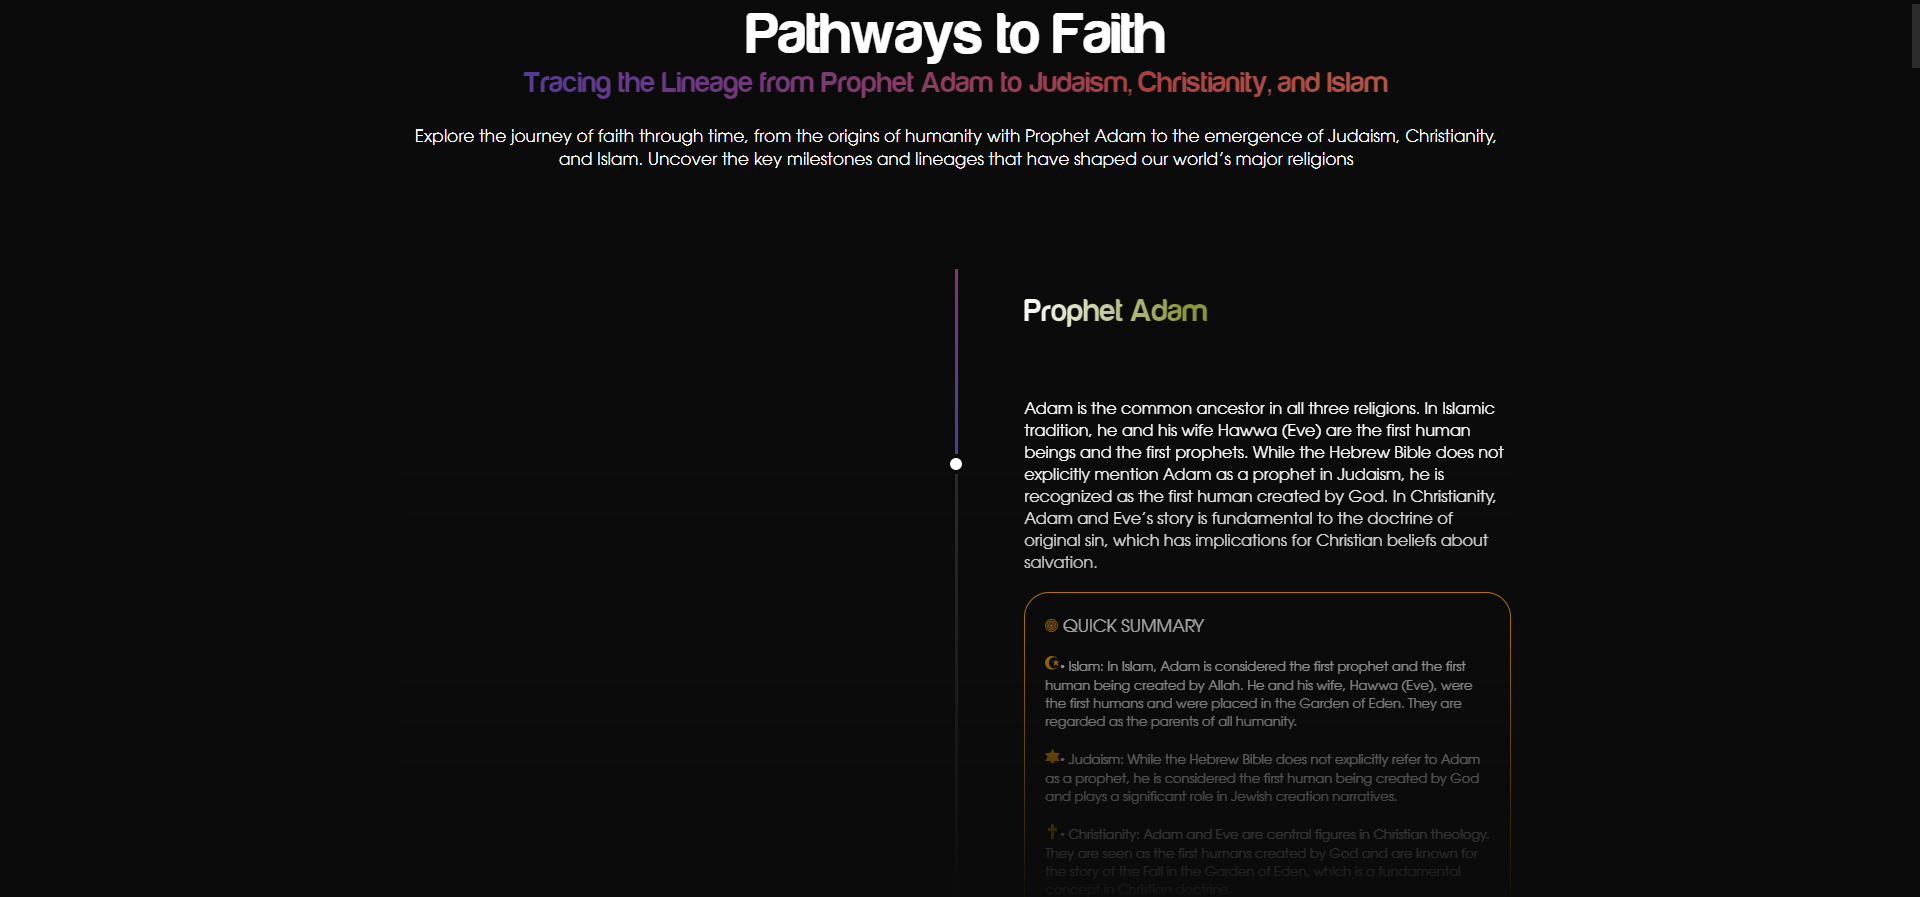 Pathways to Faith
Tracing the Lineage from Prophet Adam to Judaism, Christianity, and Islam
Explore the journey of faith through time, from the origins of humanity with Prophet Adam to the emergence of Judaism, Christianity,
and Islam. Uncover the key milestones and lineages that have shaped our world’s major religions
Prophet Adam
Adam is the common ancestor in all three religions. In Islamic
tradition, he and his wife Hawwa (Eve) are the first human
beings and the first prophets. While the Hebrew Bible does not
explicitly mention Adam as a prophet in Judaism, he is
recognized as the first human created by God. In Christianity,
Adam and Eve’s story is fundamental to the doctrine of
original sin, which has implications for Christian beliefs about
salvation.
QUICK SUMMARY
• Islam: In Islam, Adam is considered the first prophet and the first
human being created by Allah. He and his wife, Hawwa (Eve), were
the first humans and were placed in the Garden of Eden. They are
regarded as the parents of all humanity.
• Judaism: While the Hebrew Bible does not explicitly refer to Adam
as a prophet, he is considered the first human being created by God
and plays a significant role in Jewish creation narratives.
• Christianity: Adam and Eve are central figures in Christian theology.
They are seen as the first humans created by God and are known for
the story of the Fall in the Garden of Eden, which is a fundamental
concept in Christian doctrine.